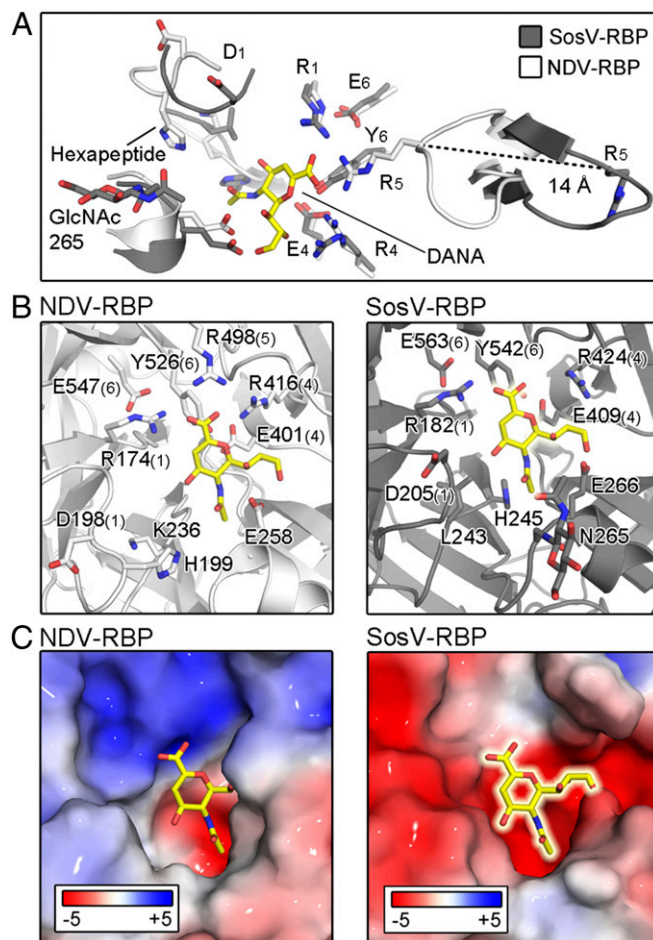 A
SosV-RBP
NDV-RBP
D1
R1
E6
Hexapeptide
Y6
R5
R5
14 Å
GlcNAc
265
E4
R4
DANA
B
NDV-RBP
SosV-RBP
R498(5)
Y526(6)
E547(6)
R416(4)
E401(4)
R174(1)
D198(1)
K236
E258
H199
E563(6)
Y542(6)
R424(4)
R182(1)
E409(4)
D205(1)
E266
H245
L243
N265
C
NDV-RBP
SosV-RBP
-5 +5
-5 +5